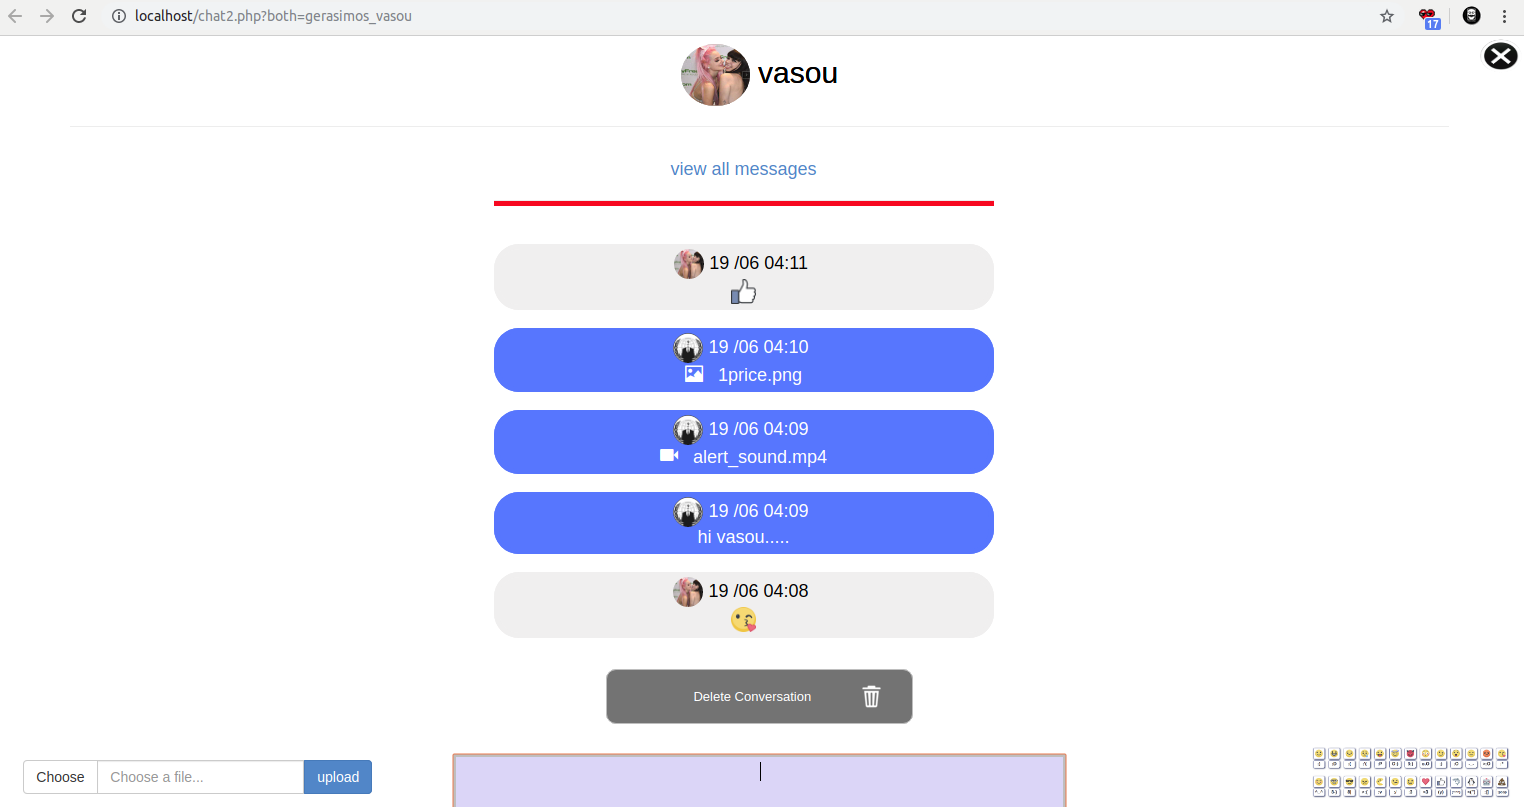 localhost/chat2.php?both=gerasimos_vasou
17
vasou
view all messages
19 /06 04:11
19 /06 04:10
1price.png
19 /06 04:09
alert_sound.mp4
19 /06 04:09
hi vasou.....
19 /06 04:08
Delete Conversation
Choose
Choose a file...
upload